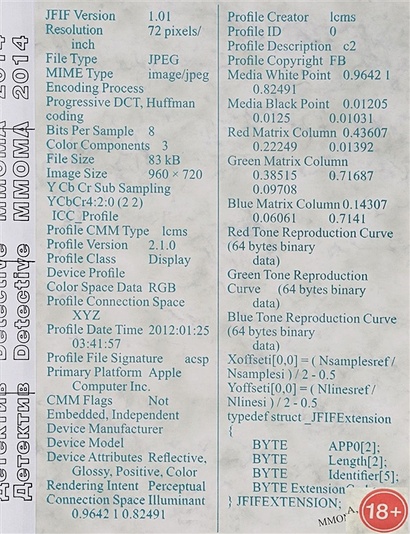 Детектив Detective MMOMA 2014
JFIF Version 1.01
Resolution 72 pixels/
inch
File Type JPEG
MIME Type image/jpeg
Encoding Process
Progressive DCT, Huffman
coding
Bits Per Sample 8
Color Components 3
File Size 83 kB
Image Size 960 × 720
Y Cb Cr Sub Sampling
YCbCr4:2:0 (2 2)
ICC_Profile
Profile CMM Type lcms
Profile Version 2.1.0
Profile Class Display
Device Profile
Color Space Data RGB
Profile Connection Space
XYZ
Profile Date Time 2012:01:25
03:41:57
Profile File Signature acsp
Primary Platform Apple
Computer Inc.
CMM Flags Not
Embedded, Independent
Device Manufacturer
Device Model
Device Attributes Reflective,
Glossy, Positive, Color
Rendering Intent Perceptual
Connection Space Illuminant
0.9642 1 0.82491
Profile Creator lcms
Profile ID 0
Profile Description c2
Profile Copyright FB
Media White Point 0.9642 1
0.82491
Media Black Point 0.01205
0.0125 0.01031
Red Matrix Column 0.43607
0.22249 0.01392
Green Matrix Column
0.38515 0.71687
0.09708
Blue Matrix Column 0.14307
0.06061 0.7141
Red Tone Reproduction Curve
(64 bytes binary
data)
Green Tone Reproduction
Curve (64 bytes binary
data)
Blue Tone Reproduction Curve
(64 bytes binary
data)
Xoffseti[0,0] = ( Nsamplesref /
Nsamplesi ) / 2 - 0.5
Yoffseti[0,0] = ( Nlinesref /
Nlinesi ) / 2 - 0.5
typedef struct _JFIFExtension
{
BYTE APP0[2];
BYTE Length[2];
BYTE Identifier[5];
BYTE
} JFIFEXTENSION;
18+